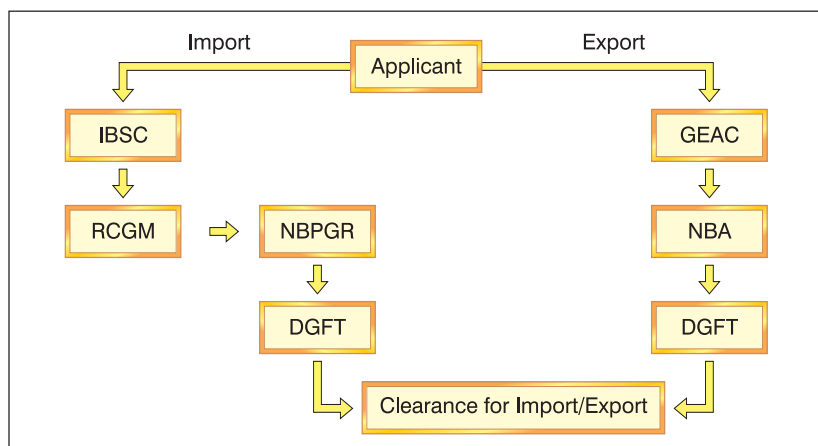 Import
Applicant
Export
IBSC
GEAC
RCGM
NBPGR
NBA
DGFT
DGFT
Clearance for Import/Export